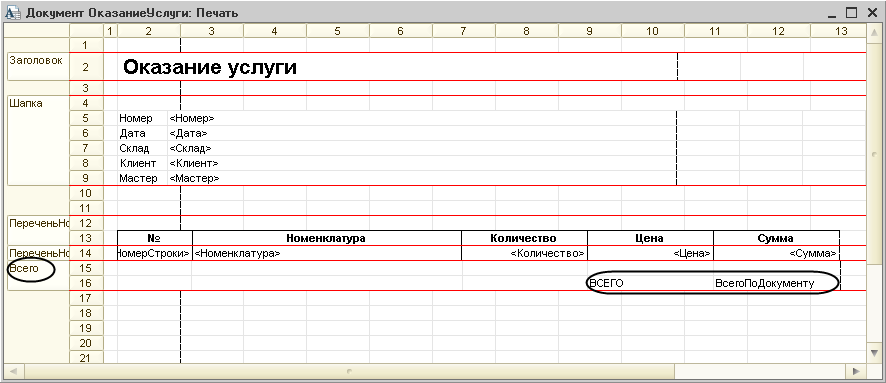 Документ ОказаниеУслуги: Печать
1 2 3 4 5 6 7 8 9 10 11 12 13
1
Заголовок 2 Оказание услуги
3
Шапка 4
5 Номер <Номер>
6 Дата <Дата>
7 Склад <Склад>
8 Клиент <Клиент>
9 Мастер <Мастер>
10
11
ПереченьНо 12
13 № Номенклатура Количество Цена Сумма
ПереченьНо 14 НомерСтроки> <Номенклатура> <Количество> <Цена> <Сумма>
Всего 15
16 ВСЕГО ВсегоПоДокументу
17
18
19
20
21